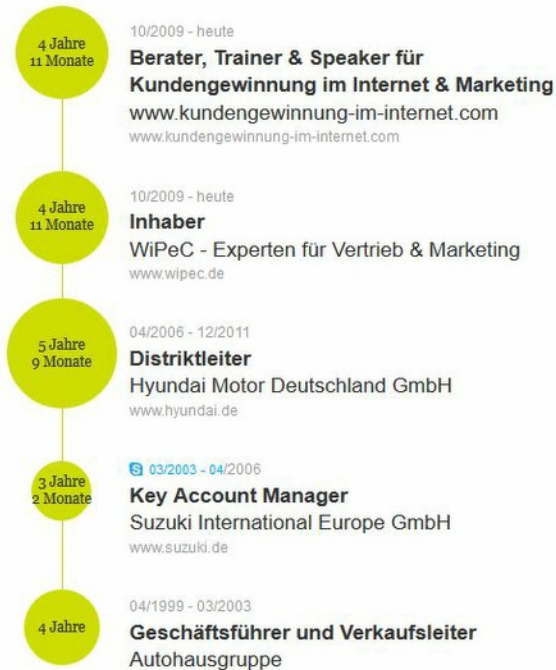 4 Jahre
11 Monate
10/2009 - heute
Berater, Trainer & Speaker für
Kundengewinnung im Internet & Marketing
www.kundengewinnung-im-internet.com
www.kundengewinnung-im-internet.com
4 Jahre
11 Monate
10/2009 - heute
Inhaber
WiPeC - Experten für Vertrieb & Marketing
www.wipec.de
5 Jahre
9 Monate
04/2006 - 12/2011
Distriktleiter
Hyundai Motor Deutschland GmbH
www.hyundai.de
3 Jahre
2 Monate
03/2003 - 04/2006
Key Account Manager
Suzuki International Europe GmbH
www.suzuki.de
4 Jahre
04/1999 - 03/2003
Geschäftsführer und Verkaufsleiter
Autohausgruppe